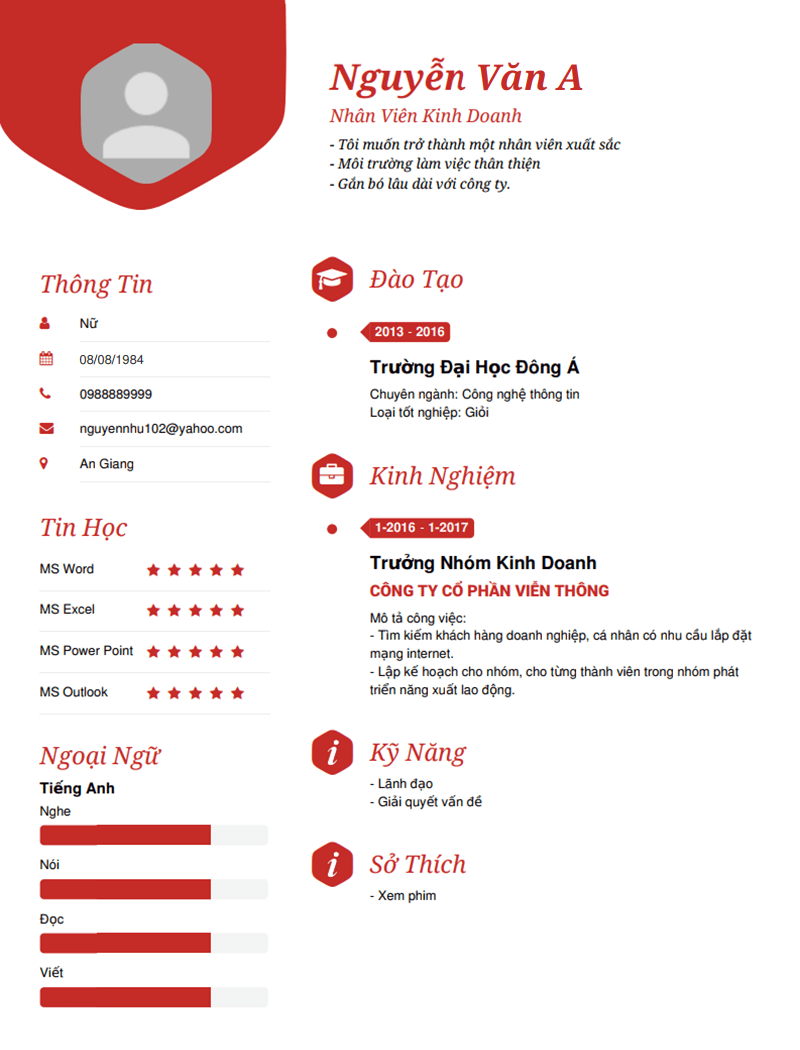 Nguyễn Văn A
Nhân Viên Kinh Doanh
- Tôi muốn trở thành một nhân viên xuất sắc
- Môi trường làm việc thân thiện
- Gắn bó lâu dài với công ty.
Thông Tin
Nữ
08/08/1984
0988889999
nguyennhu102@yahoo.com
An Giang
Tin Học
MS Word
MS Excel
MS Power Point
MS Outlook
Ngoại Ngữ
Tiếng Anh
Nghe
Nói
Đọc
Viết
Đào Tạo
2013 - 2016
Trường Đại Học Đông Á
Chuyên ngành: Công nghệ thông tin
Loại tốt nghiệp: Giỏi
Kinh Nghiệm
1-2016 - 1-2017
Trưởng Nhóm Kinh Doanh
CÔNG TY CỔ PHẦN VIỄN THÔNG
Mô tả công việc:
- Tìm kiếm khách hàng doanh nghiệp, cá nhân có nhu cầu lắp đặt
mạng internet.
- Lập kế hoạch cho nhóm, cho từng thành viên trong nhóm phát
triển năng xuất lao động.
Kỹ Năng
- Lãnh đạo
- Giải quyết vấn đề
Sở Thích
- Xem phim